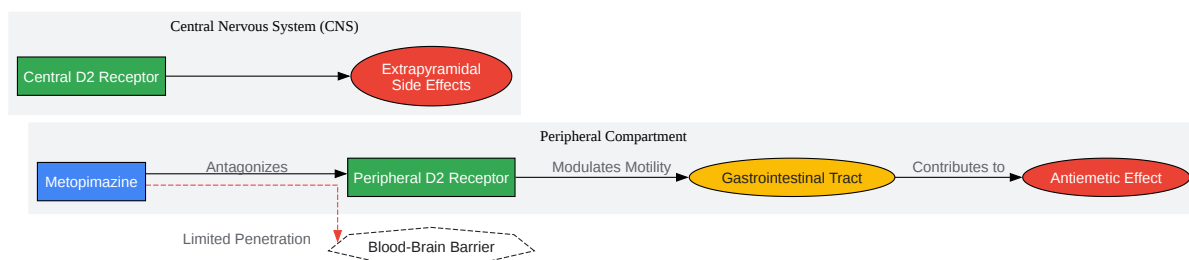 Central Nervous System (CNS)
Central D2 Receptor
Extrapyramidal
Side Effects
Peripheral Compartment
Metopimazine
Antagonizes
Peripheral D2 Receptor
Modulates Motility
Gastrointestinal Tract
Contributes to
Antiemetic Effect
Limited Penetration
Blood-Brain Barrier